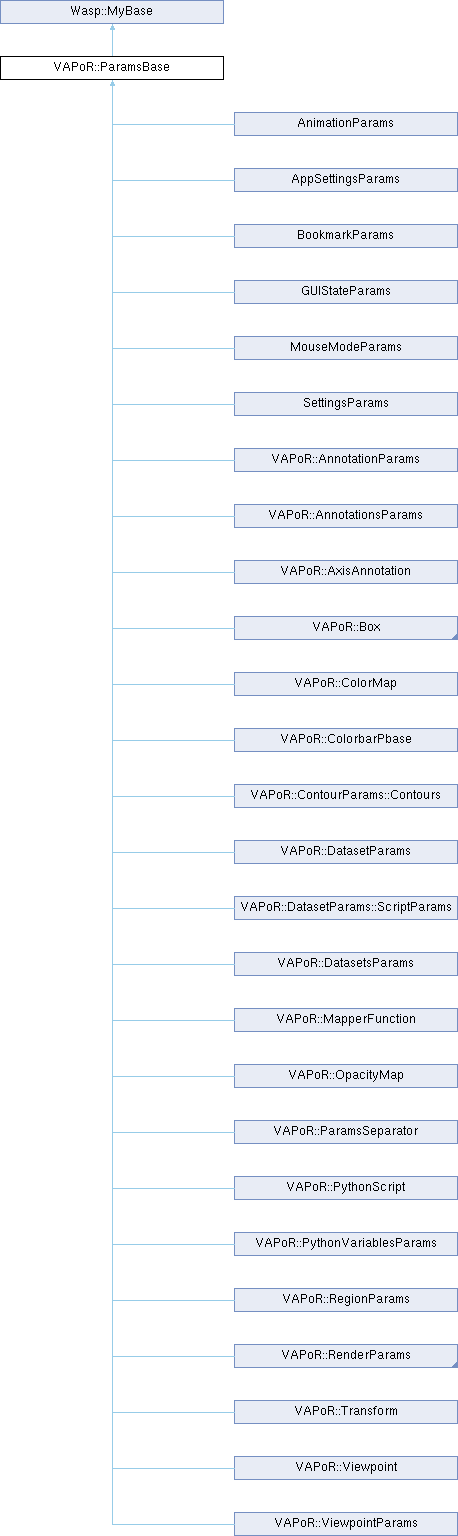 Wasp::MyBase
VAPoR::ParamsBase
AnimationParams
AppSettingsParams
BookmarkParams
GUIStateParams
MouseModeParams
SettingsParams
VAPoR::AnnotationParams
VAPoR::AnnotationsParams
VAPoR::AxisAnnotation
VAPoR::Box
VAPoR::ColorMap
VAPoR::ColorbarPbase
VAPoR::ContourParams::Contours
VAPoR::DatasetParams
VAPoR::DatasetParams::ScriptParams
VAPoR::DatasetsParams
VAPoR::MapperFunction
VAPoR::OpacityMap
VAPoR::ParamsSeparator
VAPoR::PythonScript
VAPoR::PythonVariablesParams
VAPoR::RegionParams
VAPoR::RenderParams
VAPoR::Transform
VAPoR::Viewpoint
VAPoR::ViewpointParams